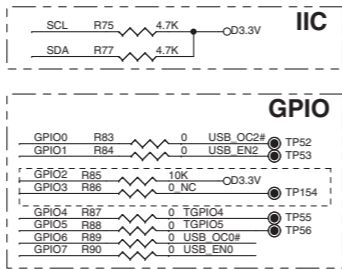 IIC
SCL R75 4.7K D3.3V
SDA R77 4.7K
GPIO
GPIO0 R83 0 USB_OC2# TP52
GPIO1 R84 0 USB_EN2 TP53
GPIO2 R85 10K D3.3V
GPIO3 R86 0_NC TP154
GPIO4 R87 0 TGPIO4 TP55
GPIO5 R88 0 TGPIO5 TP56
GPIO6 R89 0 USB_OC0#
GPIO7 R90 0 USB_EN0